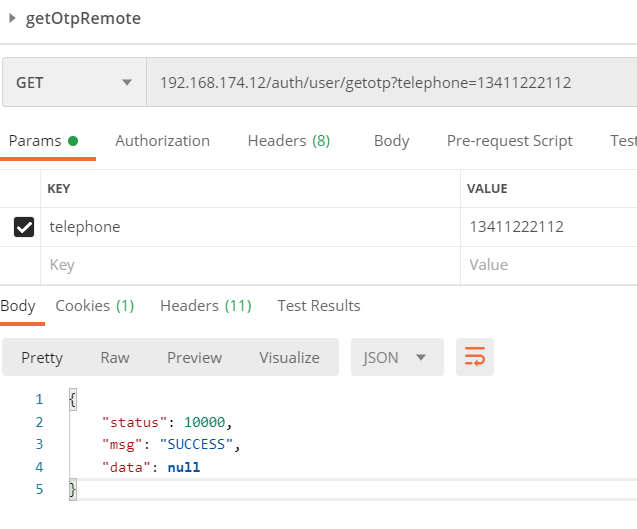 getOtpRemote
GET 192.168.174.12/auth/user/getotp?telephone=13411222112
Params Authorization Headers (8) Body Pre-request Script Test
KEY VALUE
telephone 13411222112
Key Value
Body Cookies (1) Headers (11) Test Results
Pretty Raw Preview Visualize JSON
1 {
2 "status": 10000,
3 "msg": "SUCCESS",
4 "data": null
5 }